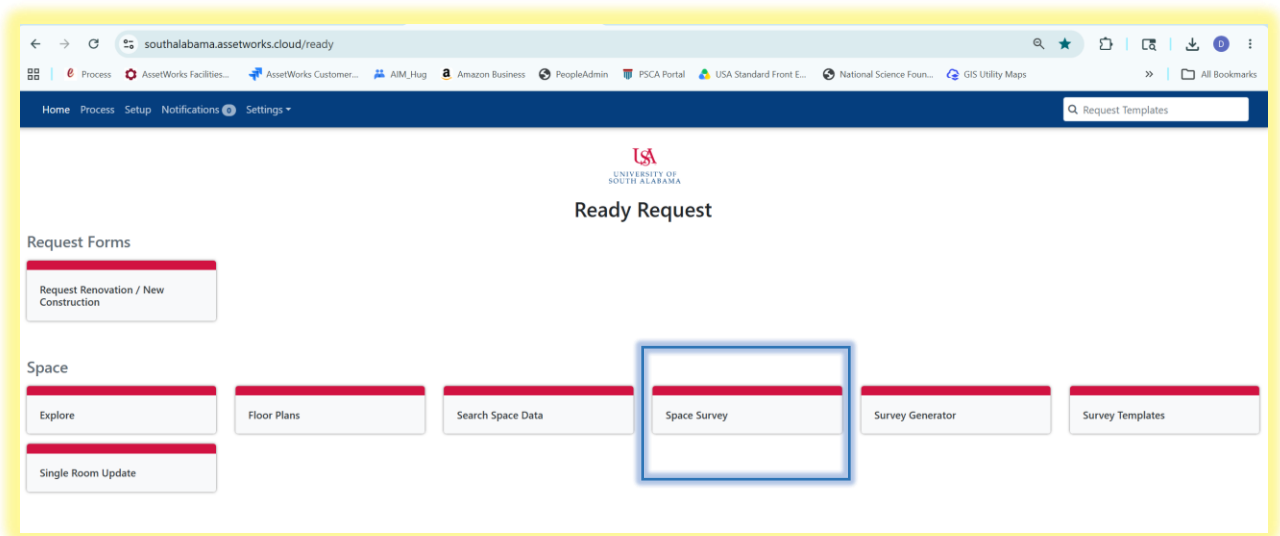 southalabama.assetworks.cloud/ready
D
Process AssetWorks Facilities... AssetWorks Customer... AIM_Hug Amazon Business PeopleAdmin PSCA Portal USA Standard Front E... National Science Foun... GIS Utility Maps » All Bookmarks
Home Process Setup Notifications 0 Settings Request Templates
USA
UNIVERSITY OF
SOUTH ALABAMA
Ready Request
Request Forms
Request Renovation / New
Construction
Space
Explore Floor Plans Search Space Data Space Survey Survey Generator Survey Templates
Single Room Update